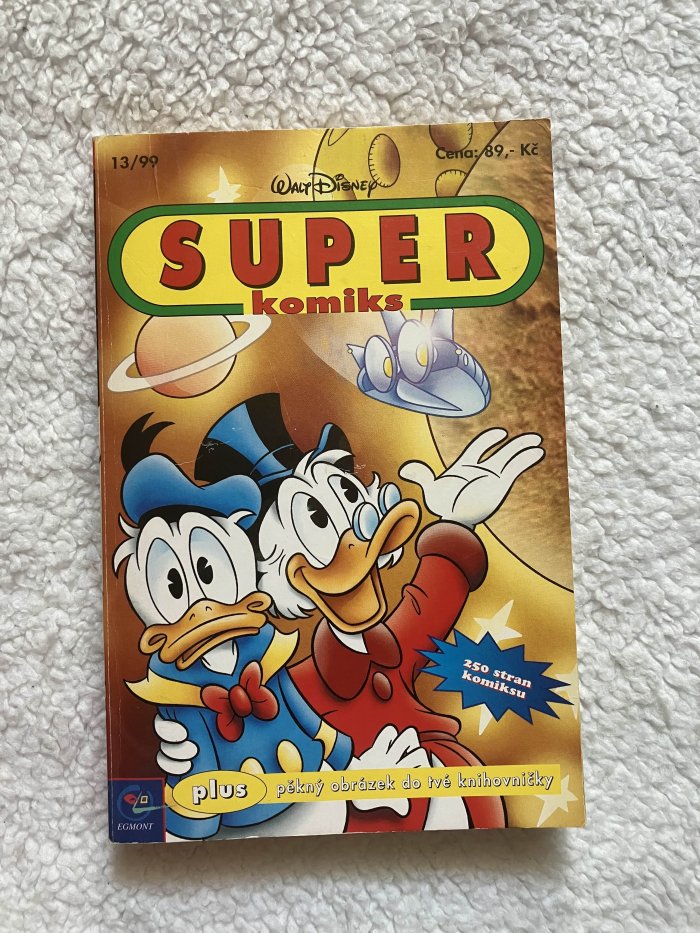 13/99
Cena: 89,- Kč
WALT DISNEY
SUPER
komiks
250 stran
komiksu
plus pěkný obrázek do tvé knihovničky
EGMONT